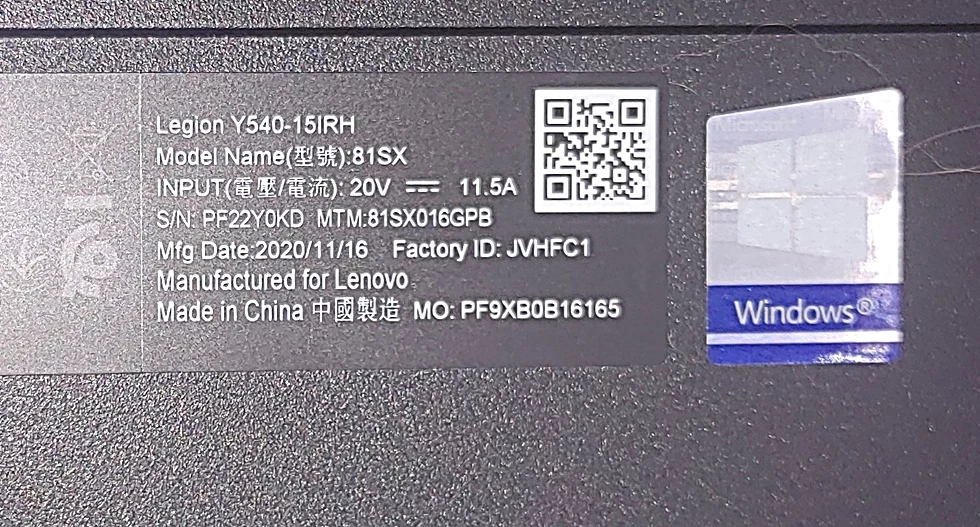 Legion Y540-15IRH
Model Name(型號):81SX
INPUT(電壓/電流): 20V ⎓ 11.5A
S/N: PF22Y0KD MTM:81SX016GPB
Mfg Date:2020/11/16 Factory ID: JVHFC1
Manufactured for Lenovo
Made in China 中國製造 MO: PF9XB0B16165
Microsoft
Windows®